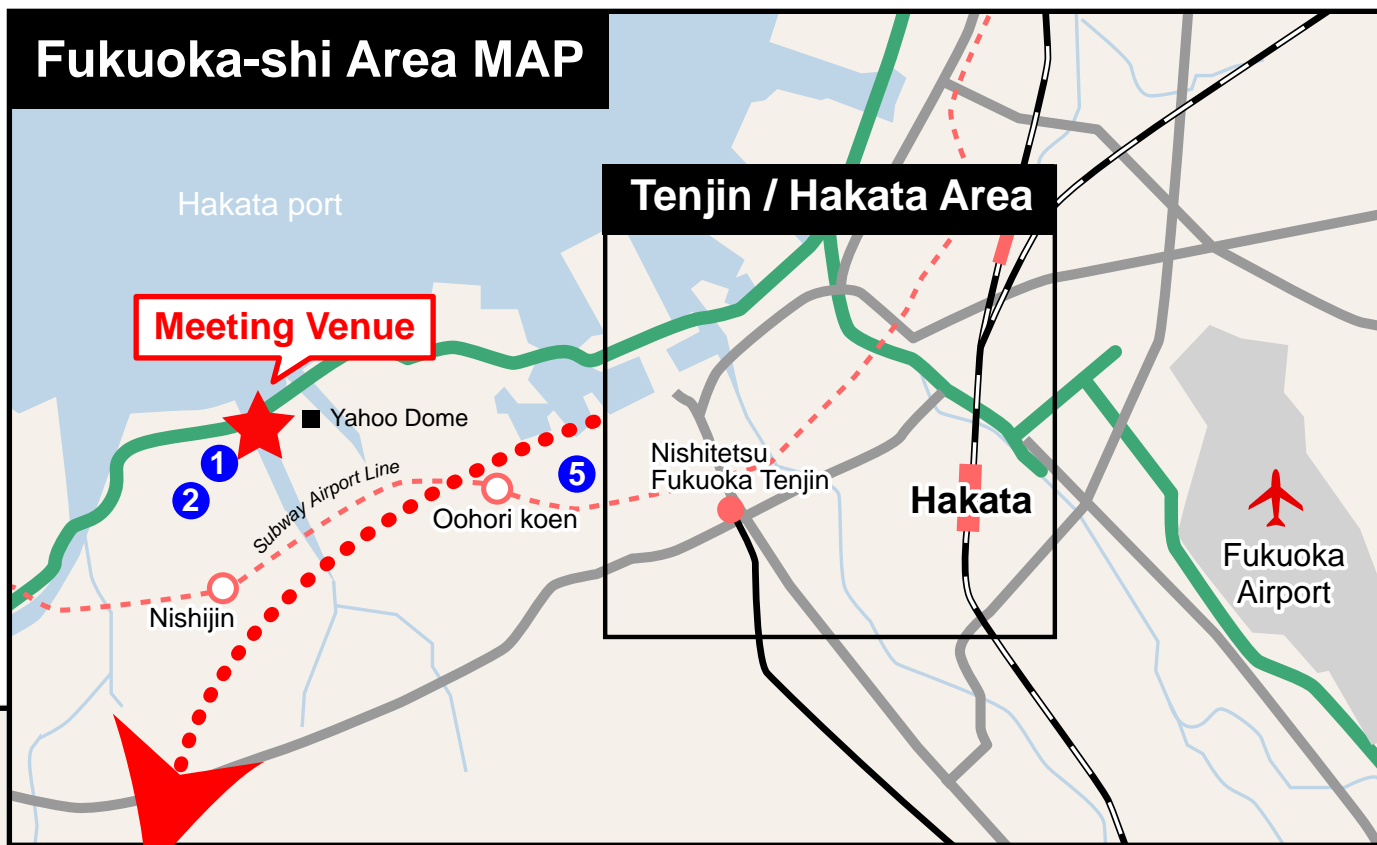 Fukuoka-shi Area MAP
Hakata port
Tenjin / Hakata Area
Meeting Venue
Yahoo Dome
1
2
5
Subway Airport Line
Oohori koen
Nishijin
Nishitetsu
Fukuoka Tenjin
Hakata
Fukuoka
Airport